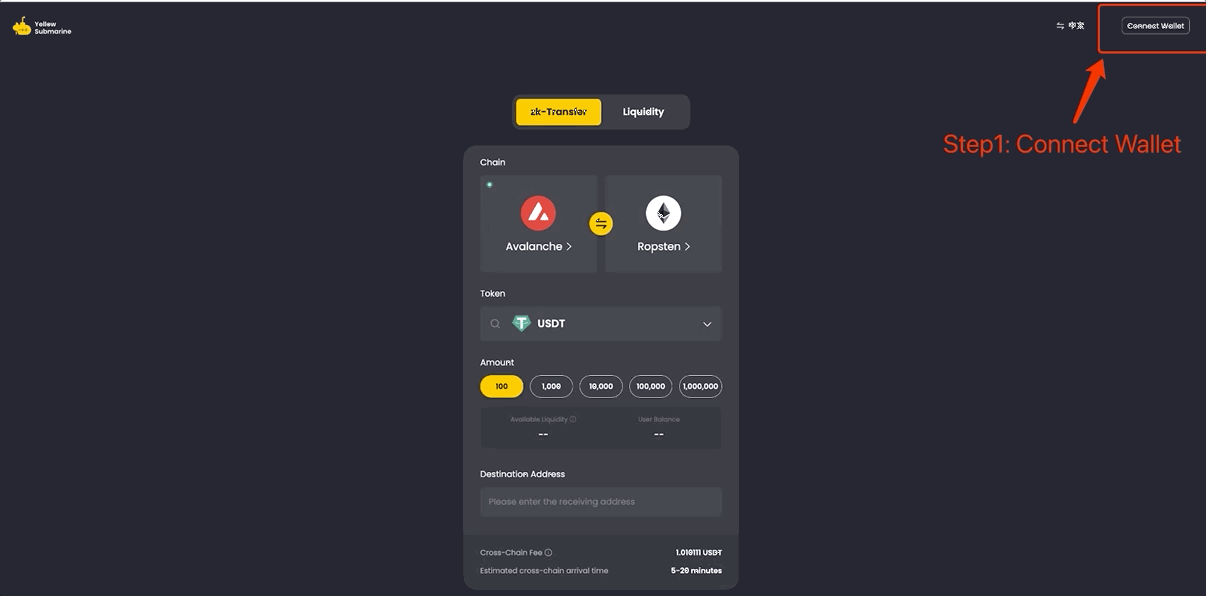 Yellow
Submarine
中文
Connect Wallet
Step1: Connect Wallet
zk-Transfer
Liquidity
Chain
Avalanche
Ropsten
Token
USDT
Amount
100
1,000
10,000
100,000
1,000,000
Available Liquidity
User Balance
--
--
Destination Address
Please enter the receiving address
Cross-Chain Fee
1.010111 USDT
Estimated cross-chain arrival time
5-20 minutes